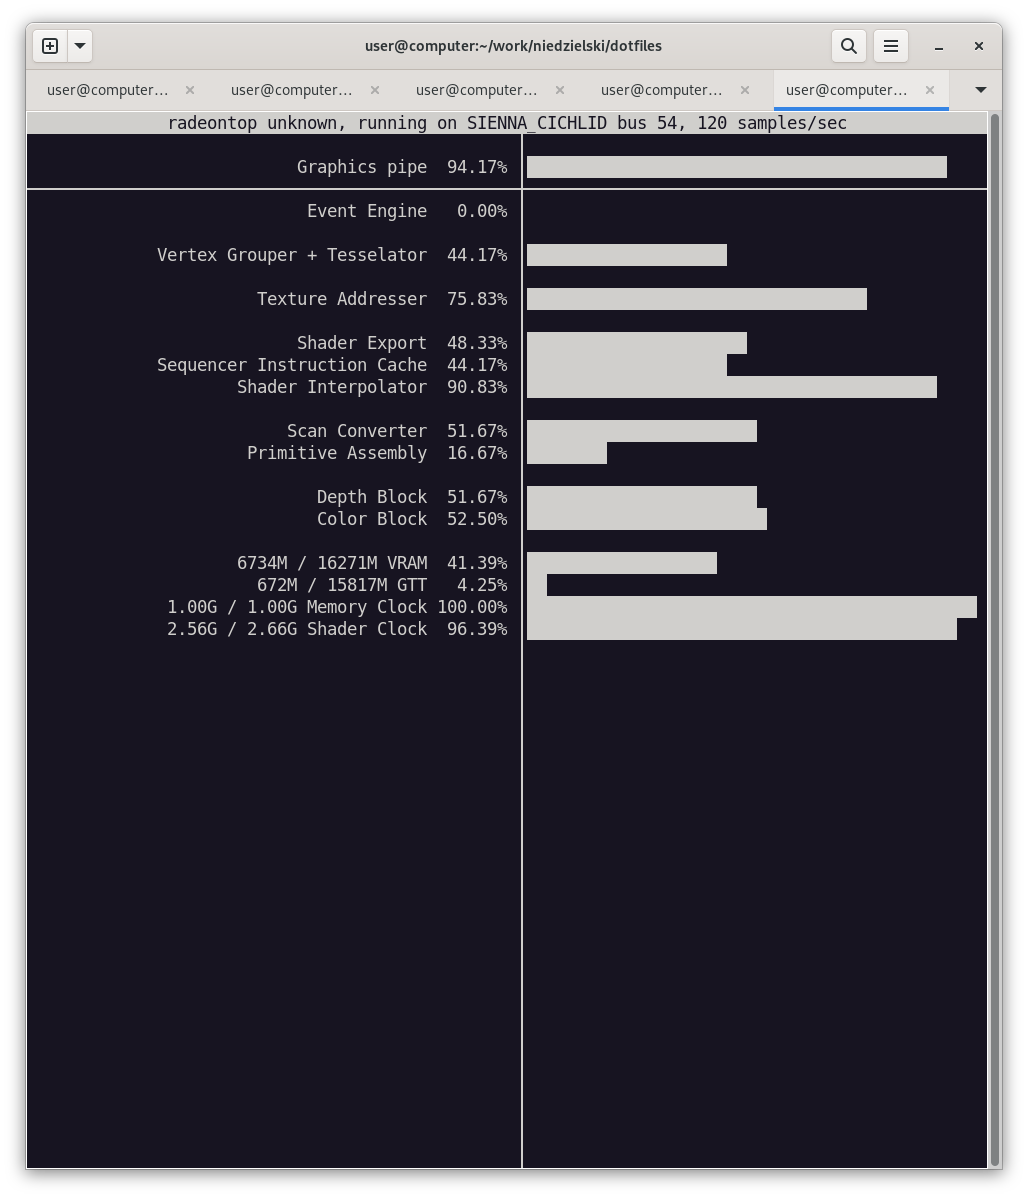 user@computer:~/work/niedzielski/dotfiles
user@computer… user@computer… user@computer… user@computer… user@computer…
radeontop unknown, running on SIENNA_CICHLID bus 54, 120 samples/sec
Graphics pipe 94.17%
Event Engine 0.00%
Vertex Grouper + Tesselator 44.17%
Texture Addresser 75.83%
Shader Export 48.33%
Sequencer Instruction Cache 44.17%
Shader Interpolator 90.83%
Scan Converter 51.67%
Primitive Assembly 16.67%
Depth Block 51.67%
Color Block 52.50%
6734M / 16271M VRAM 41.39%
672M / 15817M GTT 4.25%
1.00G / 1.00G Memory Clock 100.00%
2.56G / 2.66G Shader Clock 96.39%